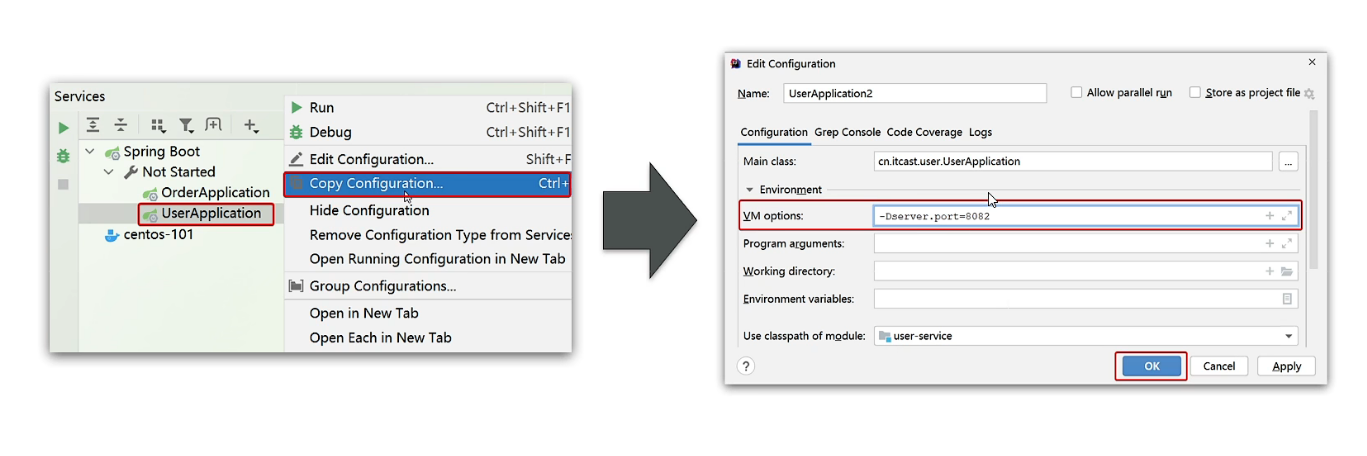 Services
Spring Boot
Not Started
OrderApplication
UserApplication
centos-101
Run Ctrl+Shift+F1
Debug Ctrl+Shift+F1
Edit Configuration... Shift+F
Copy Configuration... Ctrl+
Hide Configuration
Remove Configuration Type from Services
Open Running Configuration in New Tab
Group Configurations...
Open in New Tab
Open Each in New Tab
Edit Configuration
Name: UserApplication2 Allow parallel run Store as project file
Configuration Grep Console Code Coverage Logs
Main class: cn.itcast.user.UserApplication ...
Environment
VM options: -Dserver.port=8082
Program arguments:
Working directory:
Environment variables:
Use classpath of module: user-service
? OK Cancel Apply